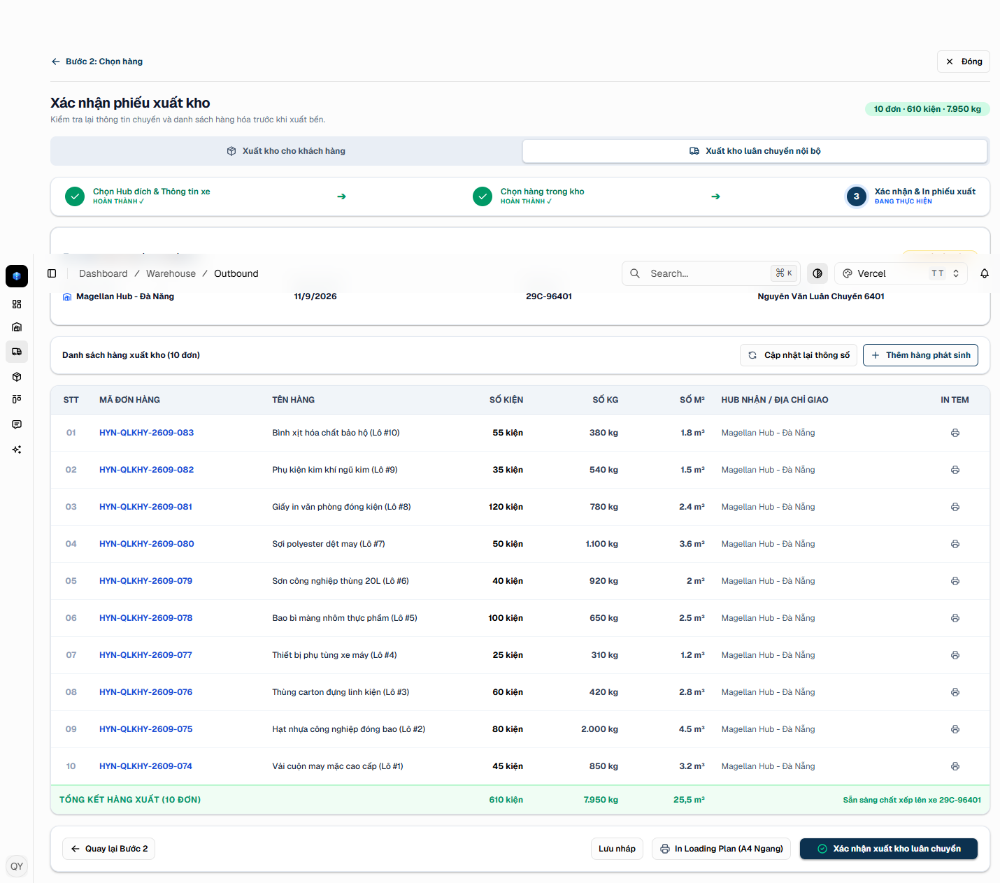 Bước 2: Chọn hàng
Đóng
Xác nhận phiếu xuất kho
10 đơn · 610 kiện · 7.950 kg
Kiểm tra lại thông tin chuyến và danh sách hàng hóa trước khi xuất bến.
Xuất kho cho khách hàng
Xuất kho luân chuyển nội bộ
Chọn Hub đích & Thông tin xe
HOÀN THÀNH ✓
➔
Chọn hàng trong kho
HOÀN THÀNH ✓
➔
3
Xác nhận & In phiếu xuất
ĐANG THỰC HIỆN
Dashboard / Warehouse / Outbound
Search...
⌘ K
Vercel
T T
Magellan Hub - Đà Nẵng
11/9/2026
29C-96401
Nguyễn Văn Luân Chuyển 6401
Danh sách hàng xuất kho (10 đơn)
Cập nhật lại thông số
Thêm hàng phát sinh
STT MÃ ĐƠN HÀNG TÊN HÀNG SỐ KIỆN SỐ KG SỐ M³ HUB NHẬN / ĐỊA CHỈ GIAO IN TEM
01 HYN-QLKHY-2609-083 Bình xịt hóa chất bảo hộ (Lô #10) 55 kiện 380 kg 1.8 m³ Magellan Hub - Đà Nẵng
02 HYN-QLKHY-2609-082 Phụ kiện kim khí ngũ kim (Lô #9) 35 kiện 540 kg 1.5 m³ Magellan Hub - Đà Nẵng
03 HYN-QLKHY-2609-081 Giấy in văn phòng đóng kiện (Lô #8) 120 kiện 780 kg 2.4 m³ Magellan Hub - Đà Nẵng
04 HYN-QLKHY-2609-080 Sợi polyester dệt may (Lô #7) 50 kiện 1.100 kg 3.6 m³ Magellan Hub - Đà Nẵng
05 HYN-QLKHY-2609-079 Sơn công nghiệp thùng 20L (Lô #6) 40 kiện 920 kg 2 m³ Magellan Hub - Đà Nẵng
06 HYN-QLKHY-2609-078 Bao bì màng nhôm thực phẩm (Lô #5) 100 kiện 650 kg 2.5 m³ Magellan Hub - Đà Nẵng
07 HYN-QLKHY-2609-077 Thiết bị phụ tùng xe máy (Lô #4) 25 kiện 310 kg 1.2 m³ Magellan Hub - Đà Nẵng
08 HYN-QLKHY-2609-076 Thùng carton đựng linh kiện (Lô #3) 60 kiện 420 kg 2.8 m³ Magellan Hub - Đà Nẵng
09 HYN-QLKHY-2609-075 Hạt nhựa công nghiệp đóng bao (Lô #2) 80 kiện 2.000 kg 4.5 m³ Magellan Hub - Đà Nẵng
10 HYN-QLKHY-2609-074 Vải cuộn may mặc cao cấp (Lô #1) 45 kiện 850 kg 3.2 m³ Magellan Hub - Đà Nẵng
TỔNG KẾT HÀNG XUẤT (10 ĐƠN) 610 kiện 7.950 kg 25,5 m³ Sẵn sàng chất xếp lên xe 29C-96401
Quay lại Bước 2
Lưu nháp
In Loading Plan (A4 Ngang)
Xác nhận xuất kho luân chuyển
QY